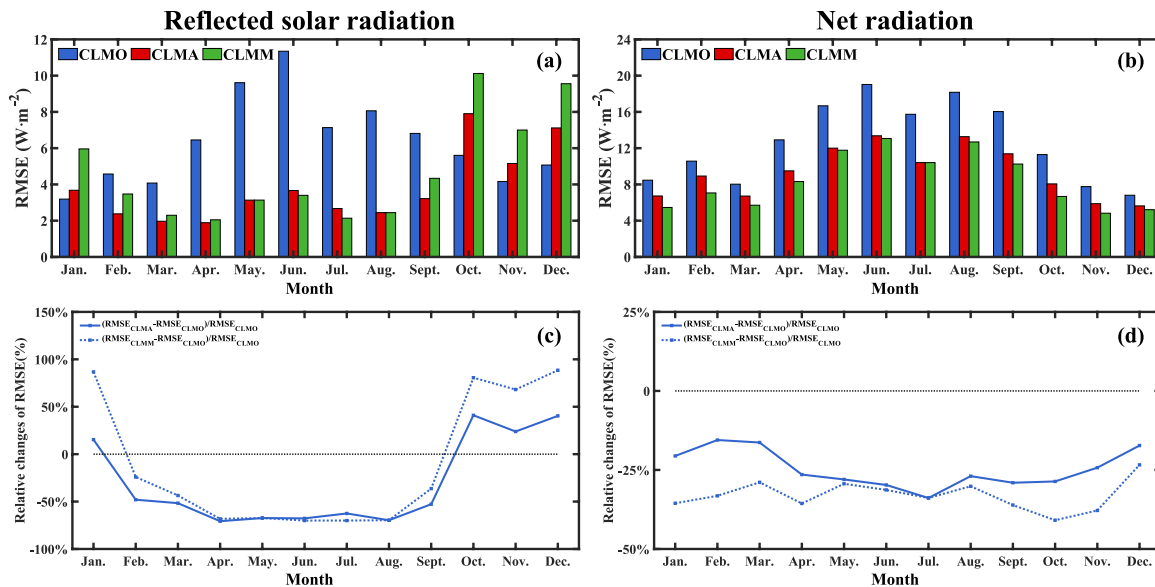 Reflected solar radiation
Net radiation
RMSE (W·m⁻²)
12
10
8
6
4
2
0
CLMO CLMA CLMM
(a)
Jan. Feb. Mar. Apr. May. Jun. Jul. Aug. Sept. Oct. Nov. Dec.
Month
RMSE (W·m⁻²)
24
20
16
12
8
4
0
CLMO CLMA CLMM
(b)
Jan. Feb. Mar. Apr. May. Jun. Jul. Aug. Sept. Oct. Nov. Dec.
Month
Relative changes of RMSE(%)
150%
100%
50%
0
-50%
-100%
(RMSE_CLMA-RMSE_CLMO)/RMSE_CLMO
(RMSE_CLMM-RMSE_CLMO)/RMSE_CLMO
(c)
Jan. Feb. Mar. Apr. May. Jun. Jul. Aug. Sept. Oct. Nov. Dec.
Month
Relative changes of RMSE(%)
25%
0
-25%
-50%
(RMSE_CLMA-RMSE_CLMO)/RMSE_CLMO
(RMSE_CLMM-RMSE_CLMO)/RMSE_CLMO
(d)
Jan. Feb. Mar. Apr. May. Jun. Jul. Aug. Sept. Oct. Nov. Dec.
Month